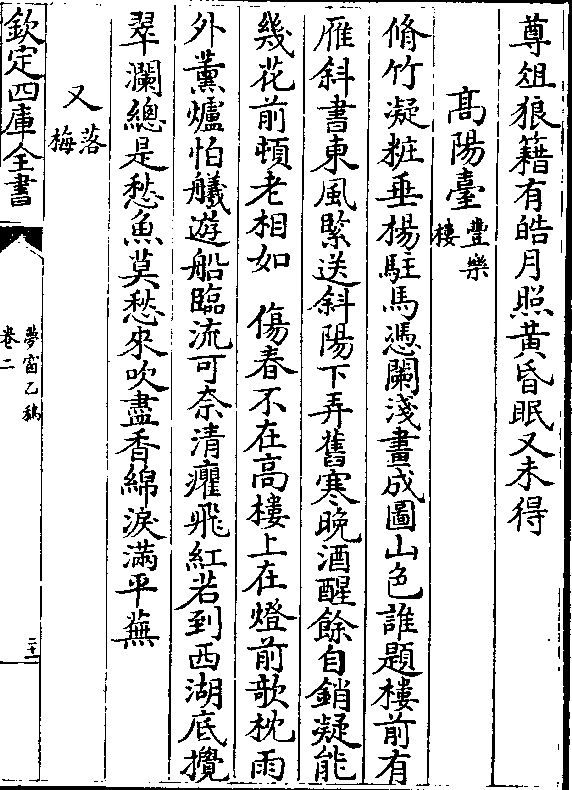 尊俎狼籍有皓月照黃昏眠又未得
高陽臺 豐樂樓
脩竹凝粧垂楊駐馬憑闌淺畫成圖山色誰題樓前有
雁斜書東風緊送斜陽下弄舊寒晚酒醒餘自銷凝能
幾花前頓老相如 傷春不在高樓上在燈前欹枕雨
外薰爐怕艤遊船臨流可奈清癯飛紅若到西湖底攪
翠瀾總是愁魚莫愁來吹盡香綿淚滿平蕪
又 落梅
欽定四庫全書
夢窗乙稿
卷二
二十一